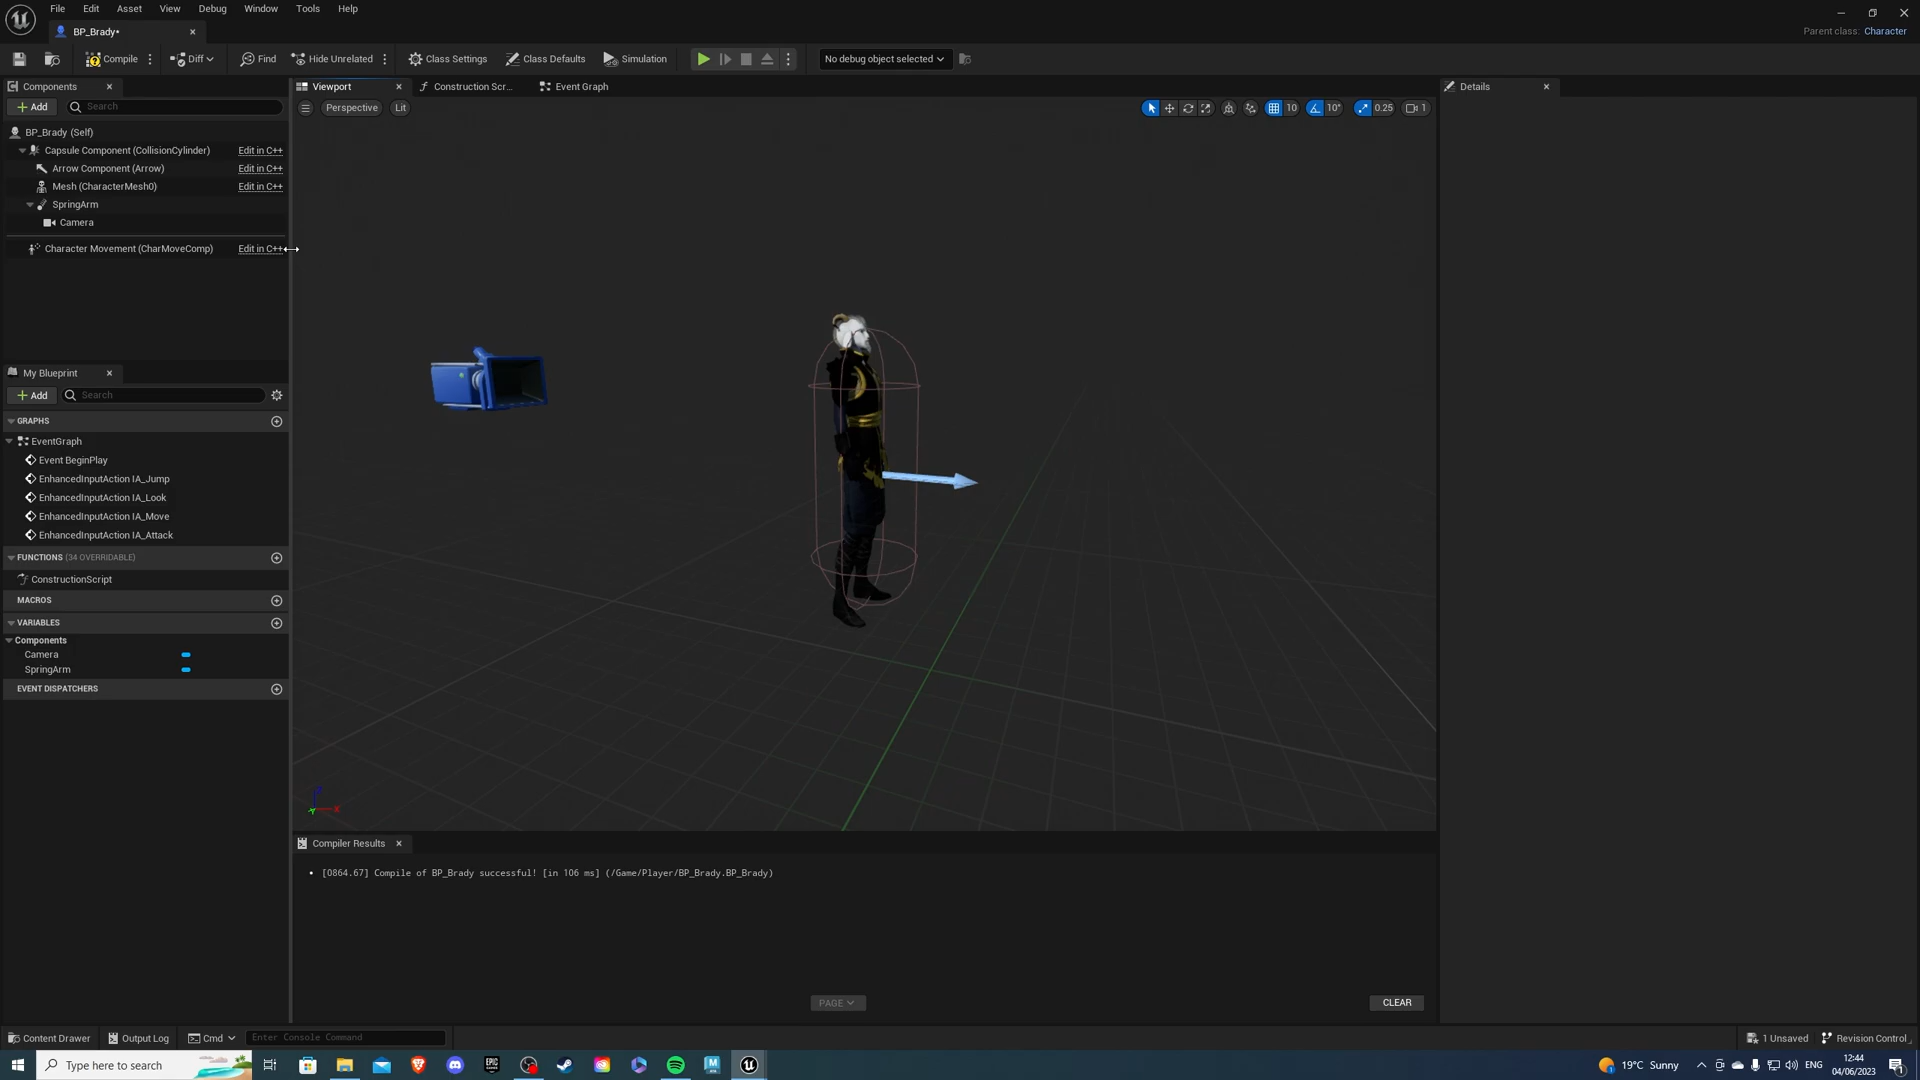 File Edit Asset View Debug Window Tools Help
BP_Brady*
Parent class: Character
Compile Diff Find Hide Unrelated Class Settings Class Defaults Simulation No debug object selected
Components Viewport Construction Scr... Event Graph Details
Add Search
Perspective Lit 10 10° 0.25 1
BP_Brady (Self)
Capsule Component (CollisionCylinder) Edit in C++
Arrow Component (Arrow) Edit in C++
Mesh (CharacterMesh0) Edit in C++
SpringArm
Camera
Character Movement (CharMoveComp) Edit in C++
My Blueprint
Add Search
GRAPHS
EventGraph
Event BeginPlay
EnhancedInputAction IA_Jump
EnhancedInputAction IA_Look
EnhancedInputAction IA_Move
EnhancedInputAction IA_Attack
FUNCTIONS (34 OVERRIDABLE)
ConstructionScript
MACROS
VARIABLES
Components
Camera
SpringArm
EVENT DISPATCHERS
Z
X
Y
Compiler Results
[0864.67] Compile of BP_Brady successful! [in 106 ms] (/Game/Player/BP_Brady.BP_Brady)
PAGE
CLEAR
Content Drawer Output Log Cmd Enter Console Command 1 Unsaved Revision Control
Type here to search
EPIC GAMES
M
19°C Sunny
ENG
12:44
04/06/2023